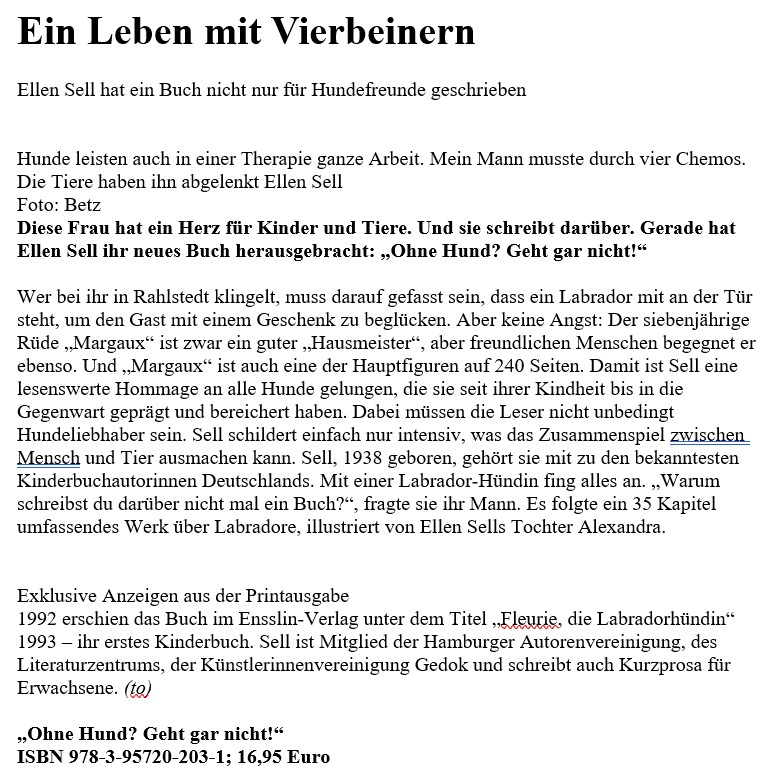 Ein Leben mit Vierbeinern
Ellen Sell hat ein Buch nicht nur für Hundefreunde geschrieben
Hunde leisten auch in einer Therapie ganze Arbeit. Mein Mann musste durch vier Chemos.
Die Tiere haben ihn abgelenkt Ellen Sell
Foto: Betz
Diese Frau hat ein Herz für Kinder und Tiere. Und sie schreibt darüber. Gerade hat
Ellen Sell ihr neues Buch herausgebracht: „Ohne Hund? Geht gar nicht!“
Wer bei ihr in Rahlstedt klingelt, muss darauf gefasst sein, dass ein Labrador mit an der Tür
steht, um den Gast mit einem Geschenk zu beglücken. Aber keine Angst: Der siebenjährige
Rüde „Margaux“ ist zwar ein guter „Hausmeister“, aber freundlichen Menschen begegnet er
ebenso. Und „Margaux“ ist auch eine der Hauptfiguren auf 240 Seiten. Damit ist Sell eine
lesenswerte Hommage an alle Hunde gelungen, die sie seit ihrer Kindheit bis in die
Gegenwart geprägt und bereichert haben. Dabei müssen die Leser nicht unbedingt
Hundeliebhaber sein. Sell schildert einfach nur intensiv, was das Zusammenspiel zwischen
Mensch und Tier ausmachen kann. Sell, 1938 geboren, gehört sie mit zu den bekanntesten
Kinderbuchautorinnen Deutschlands. Mit einer Labrador-Hündin fing alles an. „Warum
schreibst du darüber nicht mal ein Buch?“, fragte sie ihr Mann. Es folgte ein 35 Kapitel
umfassendes Werk über Labradore, illustriert von Ellen Sells Tochter Alexandra.
Exklusive Anzeigen aus der Printausgabe
1992 erschien das Buch im Ensslin-Verlag unter dem Titel „Fleurie, die Labradorhündin“
1993 – ihr erstes Kinderbuch. Sell ist Mitglied der Hamburger Autorenvereinigung, des
Literaturzentrums, der Künstlerinnenvereinigung Gedok und schreibt auch Kurzprosa für
Erwachsene. (to)
„Ohne Hund? Geht gar nicht!“
ISBN 978-3-95720-203-1; 16,95 Euro